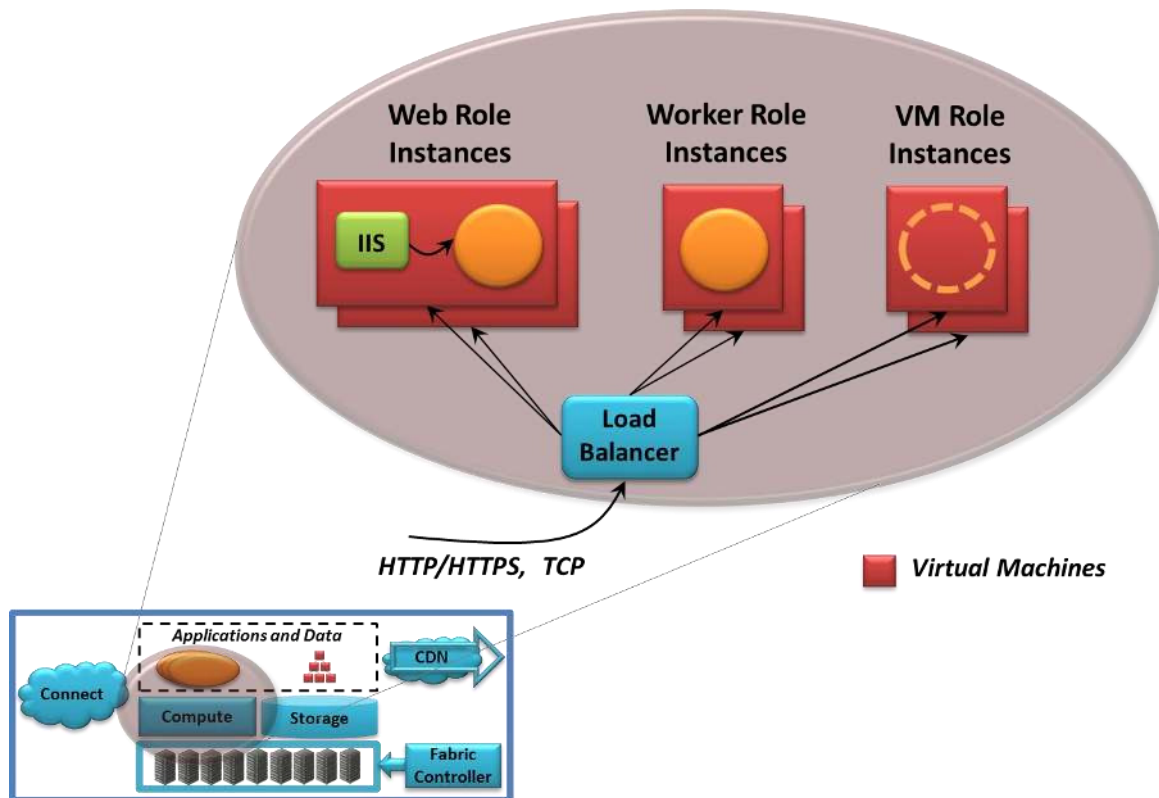 Web Role
Instances
Worker Role
Instances
VM Role
Instances
IIS
Load
Balancer
HTTP/HTTPS, TCP
Virtual Machines
Applications and Data
CDN
Connect
Compute
Storage
Fabric
Controller